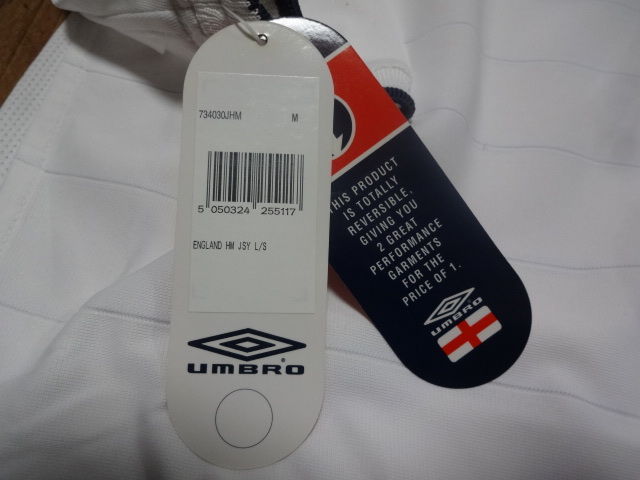 734030JHM M
5 050324 255117
ENGLAND HM JSY L/S
UMBRO
THIS PRODUCT
IS TOTALLY
REVERSIBLE,
GIVING YOU
2 GREAT
PERFORMANCE
GARMENTS
FOR THE
PRICE OF 1.
UMBRO